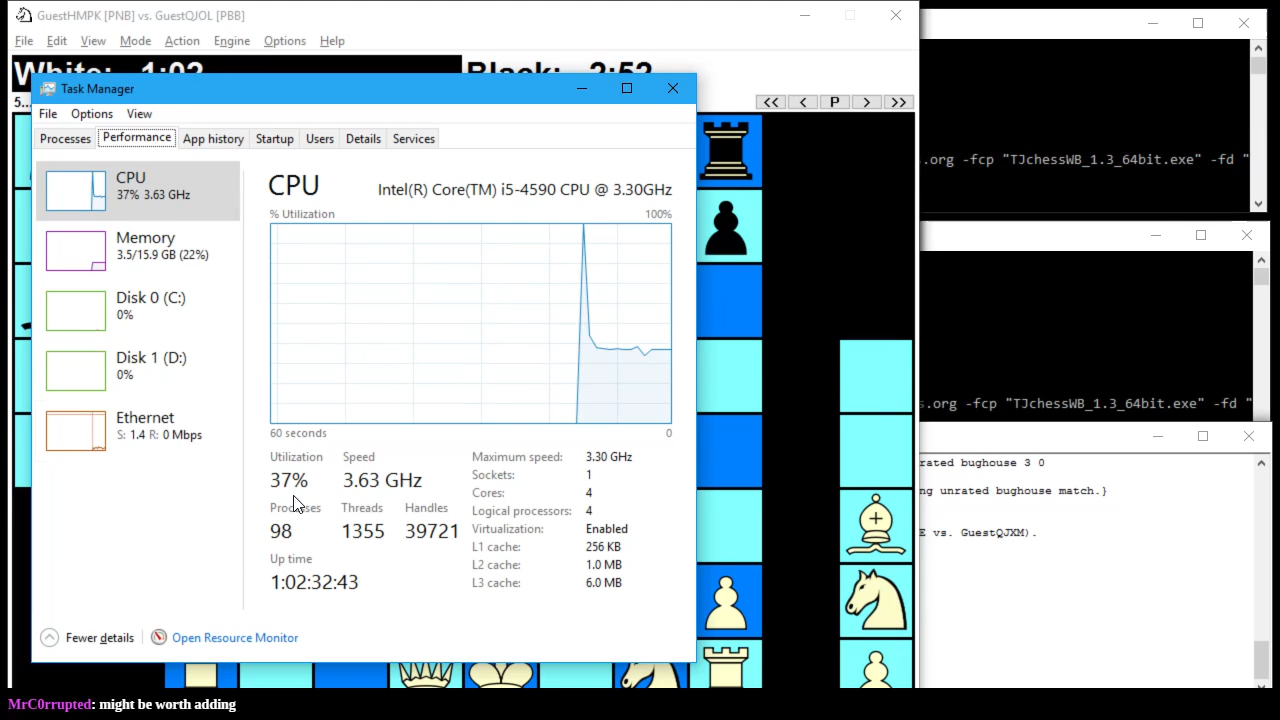 GuestHMPK [PNB] vs. GuestQJOL [PBB]
File Edit View Mode Action Engine Options Help
White: 1:02 Black: 2:52
5...
<< < P > >>
Task Manager
File Options View
Processes Performance App history Startup Users Details Services
CPU
37% 3.63 GHz
Memory
3.5/15.9 GB (22%)
Disk 0 (C:)
0%
Disk 1 (D:)
0%
Ethernet
S: 1.4 R: 0 Mbps
CPU Intel(R) Core(TM) i5-4590 CPU @ 3.30GHz
% Utilization 100%
60 seconds 0
Utilization Speed
37% 3.63 GHz
Processes Threads Handles
98 1355 39721
Up time
1:02:32:43
Maximum speed: 3.30 GHz
Sockets: 1
Cores: 4
Logical processors: 4
Virtualization: Enabled
L1 cache: 256 KB
L2 cache: 1.0 MB
L3 cache: 6.0 MB
Fewer details Open Resource Monitor
s.org -fcp "TJchessWB_1.3_64bit.exe" -fd "
s.org -fcp "TJchessWB_1.3_64bit.exe" -fd "
rated bughouse 3 0
ng unrated bughouse match.}
E vs. GuestQJXM).
MrC0rrupted: might be worth adding